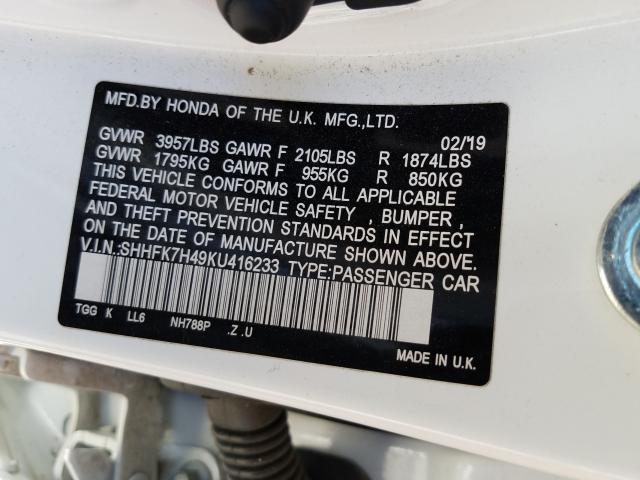 MFD.BY HONDA OF THE U.K. MFG.,LTD. 02/19
GVWR 3957LBS GAWR F 2105LBS R 1874LBS
GVWR 1795KG GAWR F 955KG R 850KG
THIS VEHICLE CONFORMS TO ALL APPLICABLE
FEDERAL MOTOR VEHICLE SAFETY , BUMPER ,
AND THEFT PREVENTION STANDARDS IN EFFECT
ON THE DATE OF MANUFACTURE SHOWN ABOVE.
V.I.N.:SHHFK7H49KU416233 TYPE:PASSENGER CAR
TGG K LL6 NH788P .Z .U
MADE IN U.K.